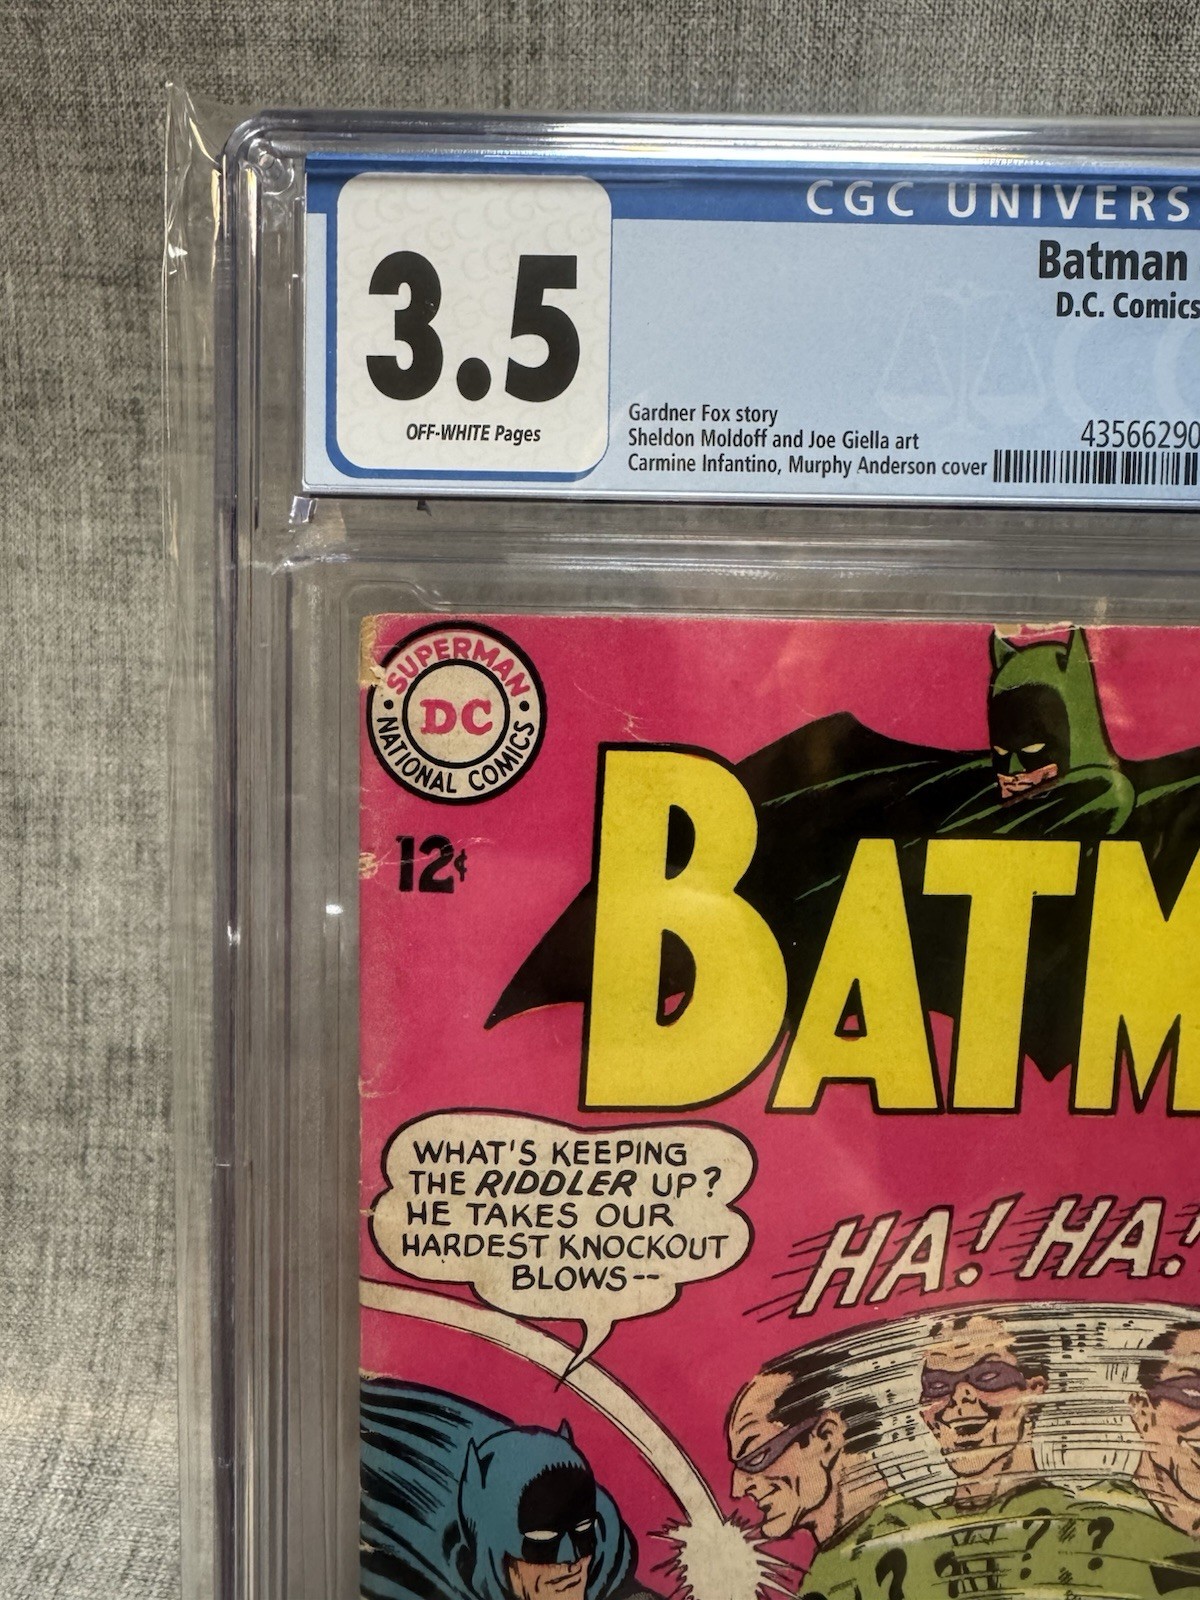 CGC UNIVERS
3.5
OFF-WHITE Pages
Batman
D.C. Comics
Gardner Fox story
Sheldon Moldoff and Joe Giella art
Carmine Infantino, Murphy Anderson cover
43566290
SUPERMAN
DC
NATIONAL COMICS
12¢
BATM
WHAT'S KEEPING
THE RIDDLER UP?
HE TAKES OUR
HARDEST KNOCKOUT
BLOWS--
HA! HA!
? ? ? ?